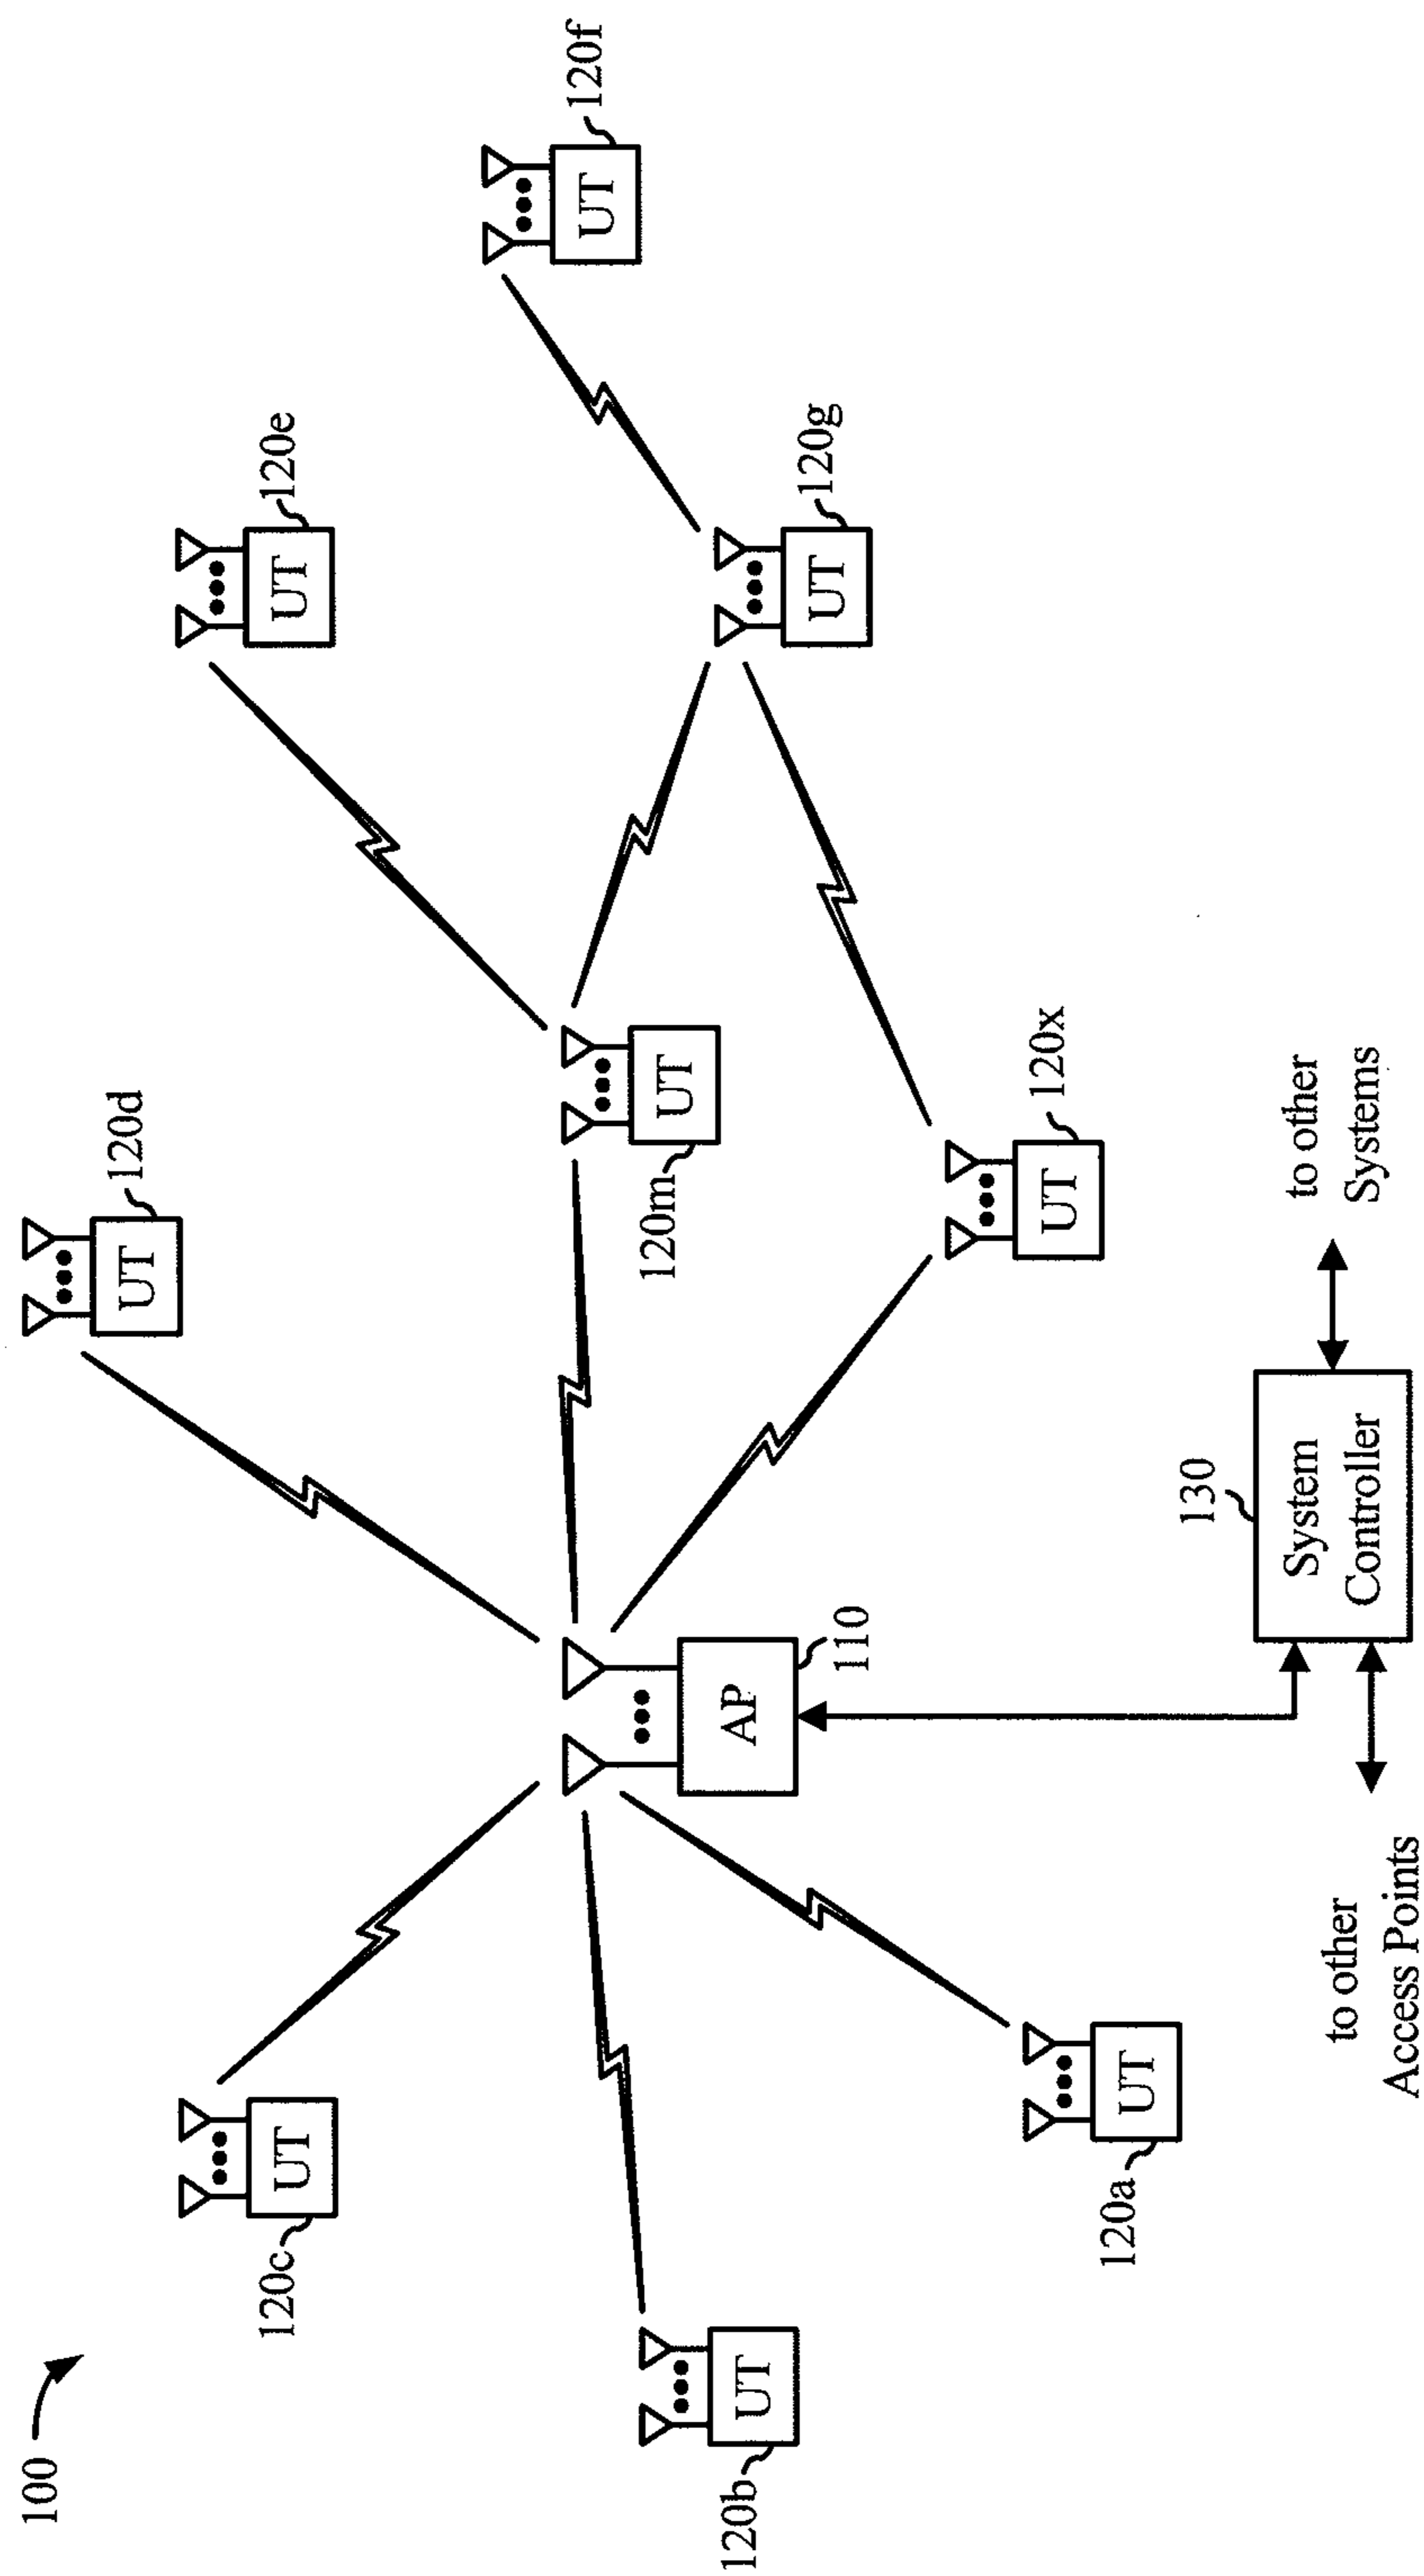 100
UT
120d
UT
120e
UT
120c
UT
120f
UT
120m
UT
120b
AP
110
UT
120g
UT
120x
UT
120a
130
System
Controller
to other
Systems
to other
Access Points